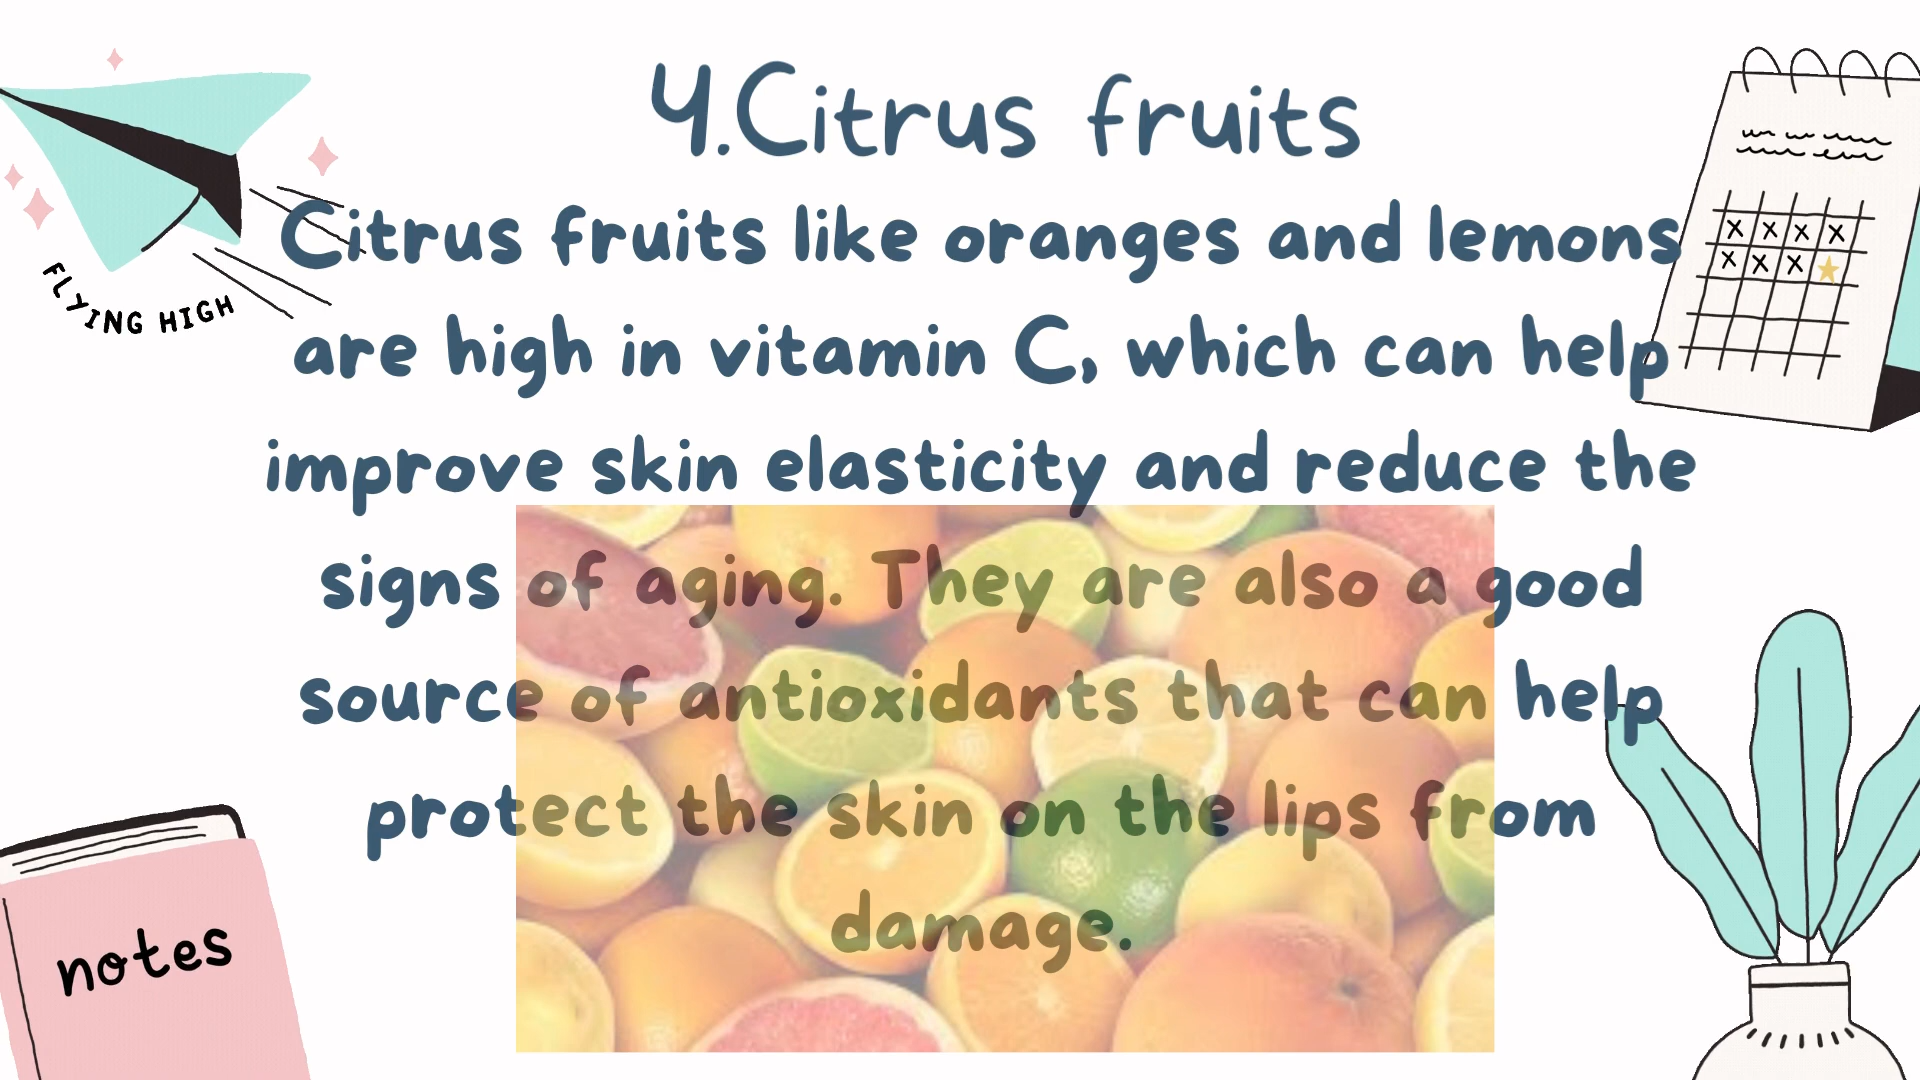 4.Citrus fruits
Citrus fruits like oranges and lemons
are high in vitamin C, which can help
improve skin elasticity and reduce the
signs of aging. They are also a good
source of antioxidants that can help
protect the skin on the lips from
damage.
FLYING HIGH
notes